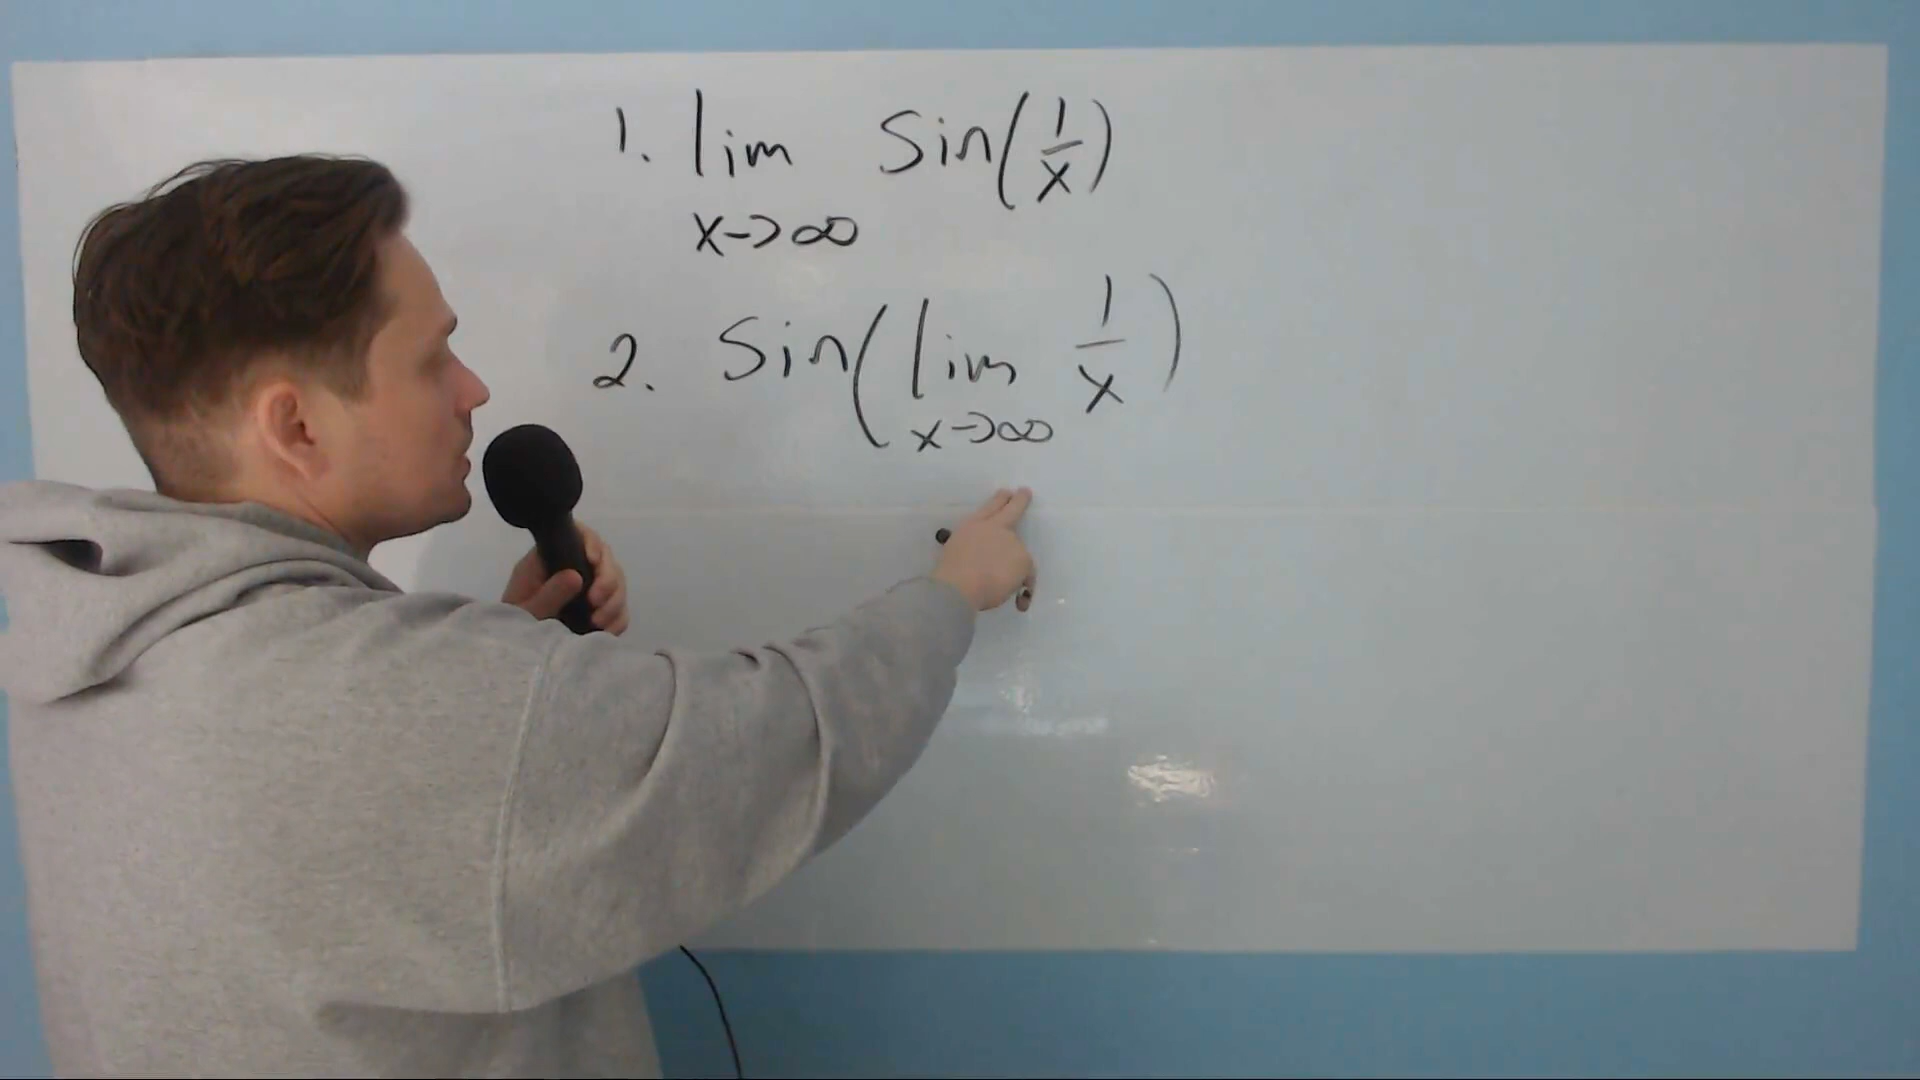 1. lim Sin(1/x)
x->∞
2. Sin(lim 1/x)
x->∞